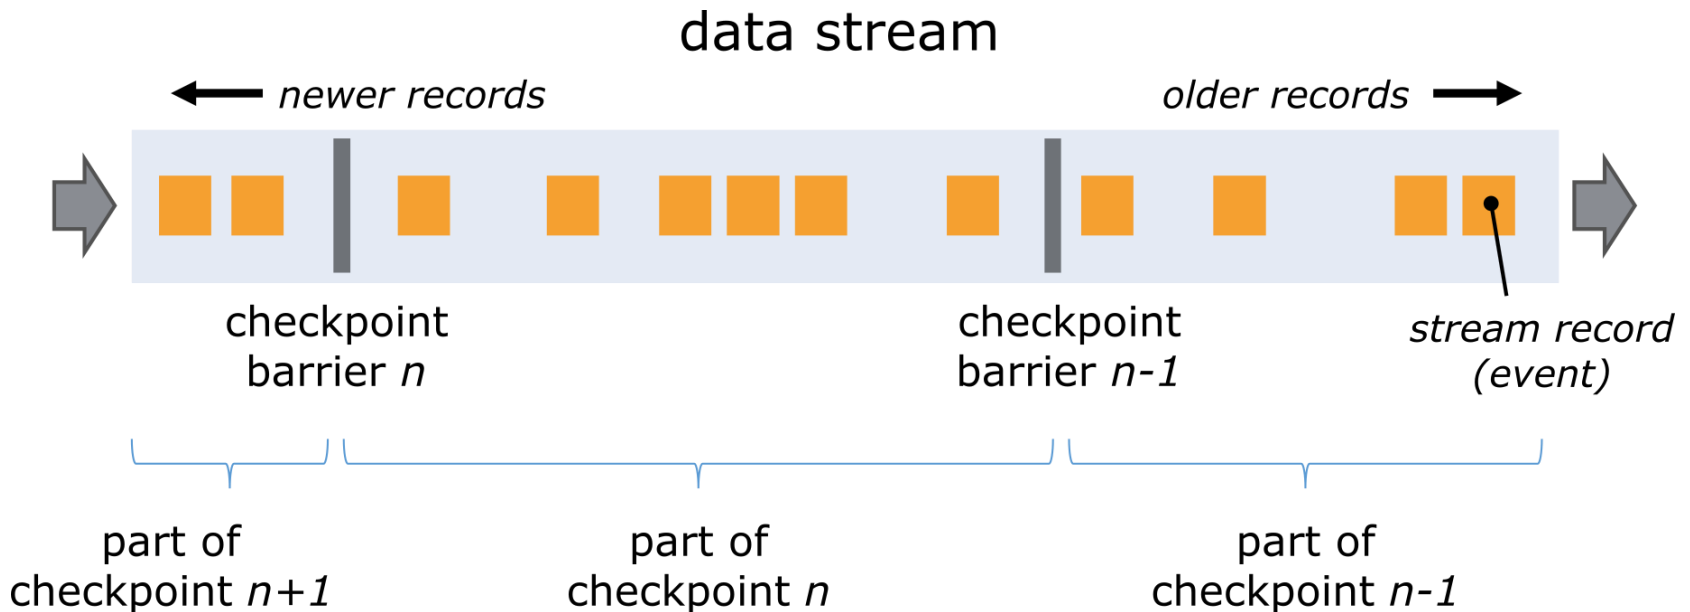 data stream
newer records
older records
checkpoint
barrier n
checkpoint
barrier n-1
stream record
(event)
part of
checkpoint n+1
part of
checkpoint n
part of
checkpoint n-1